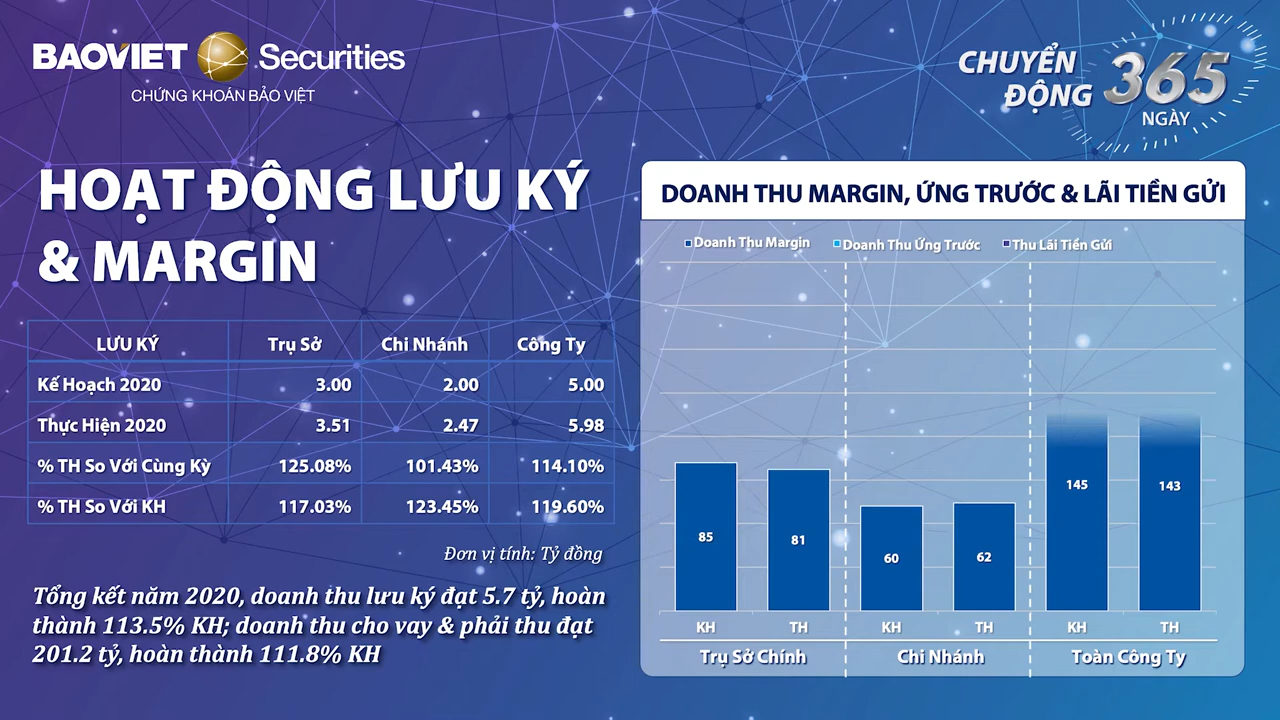 BAOVIET Securities
CHỨNG KHOÁN BẢO VIỆT
CHUYỂN
ĐỘNG
365
NGÀY
HOẠT ĐỘNG LƯU KÝ
& MARGIN
LƯU KÝ Trụ Sở Chi Nhánh Công Ty
Kế Hoạch 2020 3.00 2.00 5.00
Thực Hiện 2020 3.51 2.47 5.98
% TH So Với Cùng Kỳ 125.08% 101.43% 114.10%
% TH So Với KH 117.03% 123.45% 119.60%
Đơn vị tính: Tỷ đồng
Tổng kết năm 2020, doanh thu lưu ký đạt 5.7 tỷ, hoàn
thành 113.5% KH; doanh thu cho vay & phải thu đạt
201.2 tỷ, hoàn thành 111.8% KH
DOANH THU MARGIN, ỨNG TRƯỚC & LÃI TIỀN GỬI
Doanh Thu Margin Doanh Thu Ứng Trước Thu Lãi Tiền Gửi
85 81 60 62 145 143
KH TH KH TH KH TH
Trụ Sở Chính Chi Nhánh Toàn Công Ty